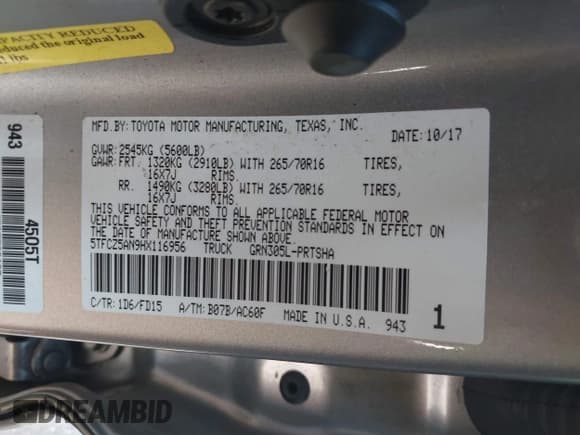 CAPACITY REDUCED
reduced the original load
lbs
943
4505T
MFD. BY: TOYOTA MOTOR MANUFACTURING, TEXAS, INC.
DATE: 10/17
GVWR: 2545KG (5600LB)
GAWR: FRT. 1320KG (2910LB) WITH 265/70R16 TIRES,
16X7J RIMS.
RR. 1490KG (3280LB) WITH 265/70R16 TIRES,
16X7J RIMS.
THIS VEHICLE CONFORMS TO ALL APPLICABLE FEDERAL MOTOR
VEHICLE SAFETY AND THEFT PREVENTION STANDARDS IN EFFECT ON
THE DATE OF MANUFACTURE SHOWN ABOVE.
5TFCZ5AN9HX116956 TRUCK GRN305L-PRTSHA
C/TR: 1D6/FD15 A/TM: B07B/AC60F MADE IN U.S.A. 943 1
DREAMBID